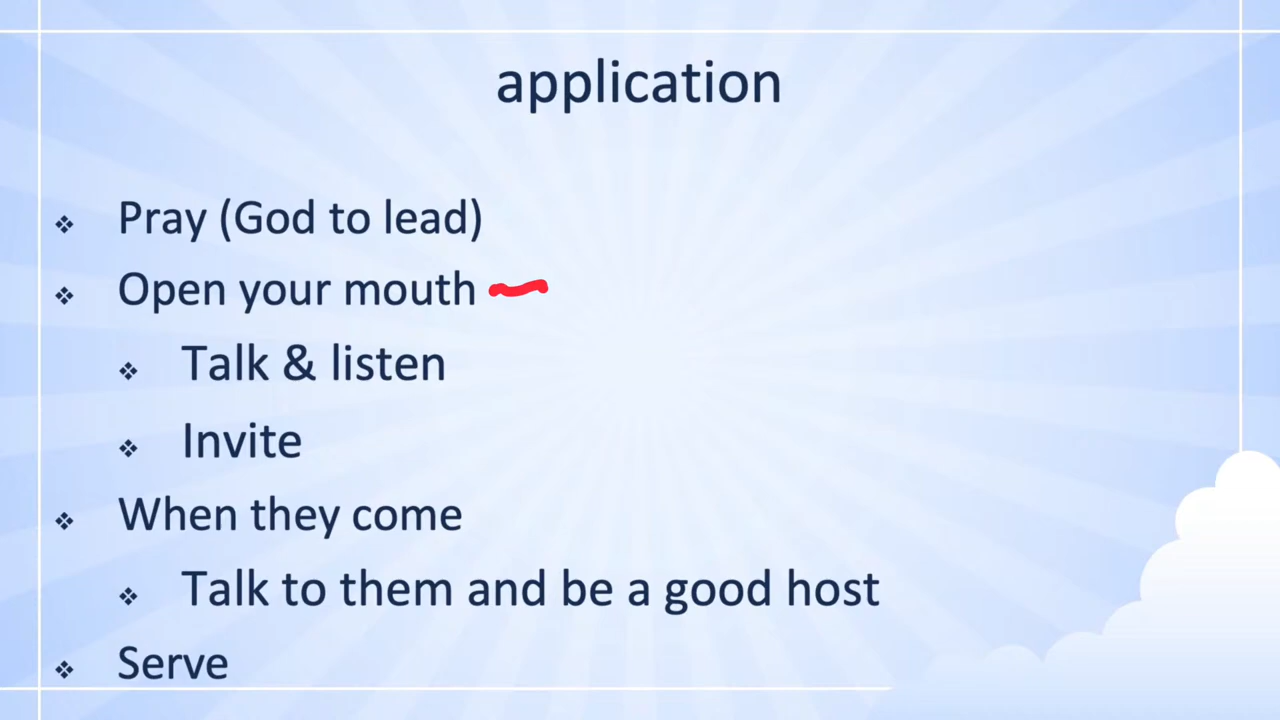 application
Pray (God to lead)
Open your mouth
Talk & listen
Invite
When they come
Talk to them and be a good host
Serve